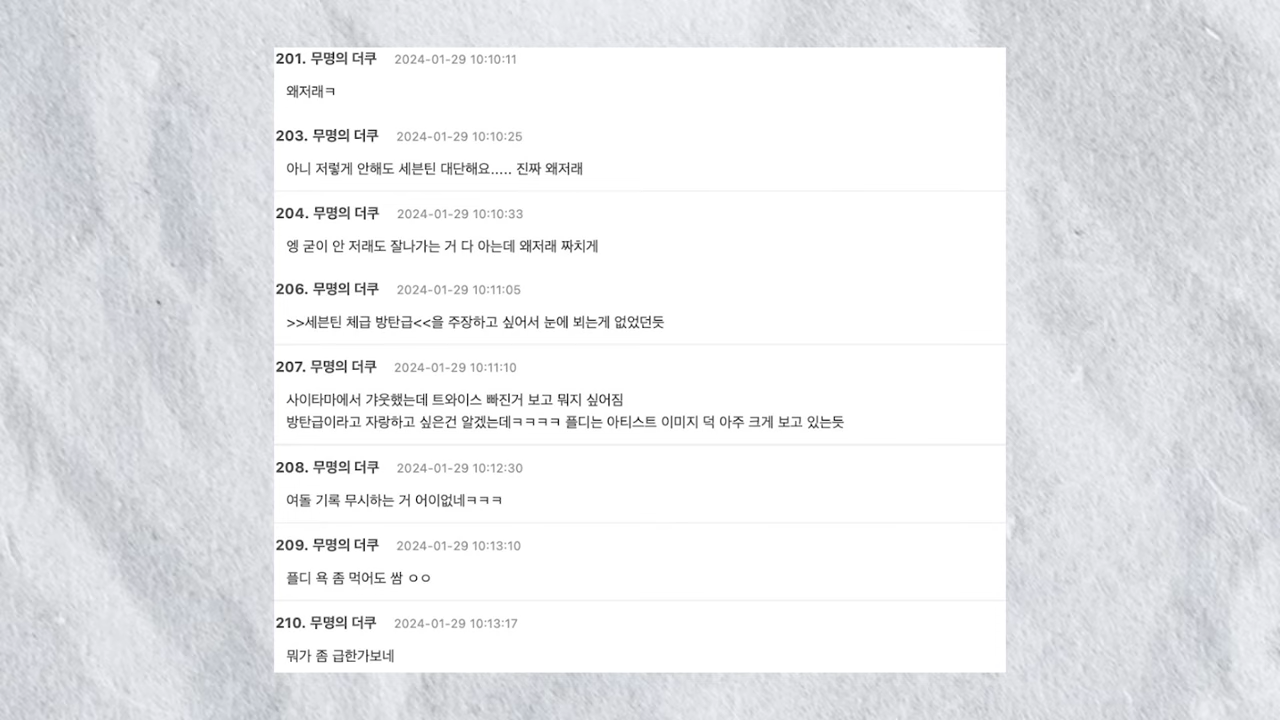 201. 무명의 더쿠 2024-01-29 10:10:11
왜저래ㅋ
203. 무명의 더쿠 2024-01-29 10:10:25
아니 저렇게 안해도 세븐틴 대단해요..... 진짜 왜저래
204. 무명의 더쿠 2024-01-29 10:10:33
엥 굳이 안 저래도 잘나가는 거 다 아는데 왜저래 짜치게
206. 무명의 더쿠 2024-01-29 10:11:05
>>세븐틴 체급 방탄급<<을 주장하고 싶어서 눈에 뵈는게 없었던듯
207. 무명의 더쿠 2024-01-29 10:11:10
사이타마에서 갸웃했는데 트와이스 빠진거 보고 뭐지 싶어짐
방탄급이라고 자랑하고 싶은건 알겠는데ㅋㅋㅋㅋ 플디는 아티스트 이미지 덕 아주 크게 보고 있는듯
208. 무명의 더쿠 2024-01-29 10:12:30
여돌 기록 무시하는 거 어이없네ㅋㅋㅋ
209. 무명의 더쿠 2024-01-29 10:13:10
플디 욕 좀 먹어도 쌈 ㅇㅇ
210. 무명의 더쿠 2024-01-29 10:13:17
뭐가 좀 급한가보네